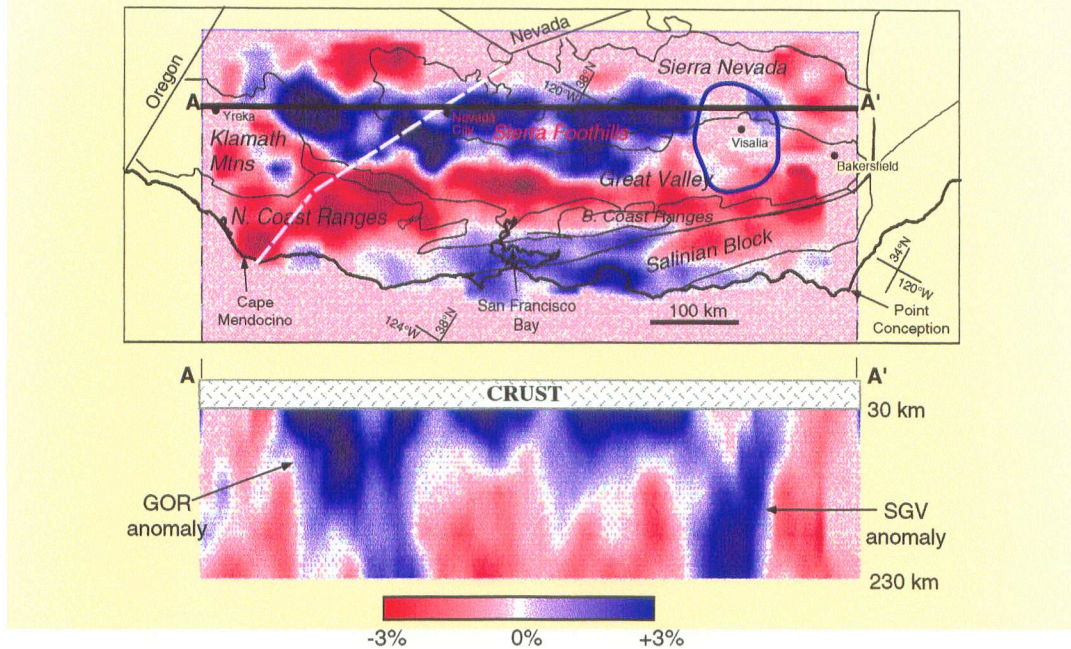 Nevada
Oregon
Sierra Nevada
38°N
120°W
A
A'
Yreka
Nevada
City
Sierra Foothills
Klamath
Mtns
Visalia
Bakersfield
Great Valley
N. Coast Ranges
S. Coast Ranges
Salinian Block
34°N
120°W
Cape
Mendocino
San Francisco
Bay
100 km
Point
Conception
124°W
38°N
A
A'
CRUST
30 km
GOR
anomaly
SGV
anomaly
230 km
-3%
0%
+3%